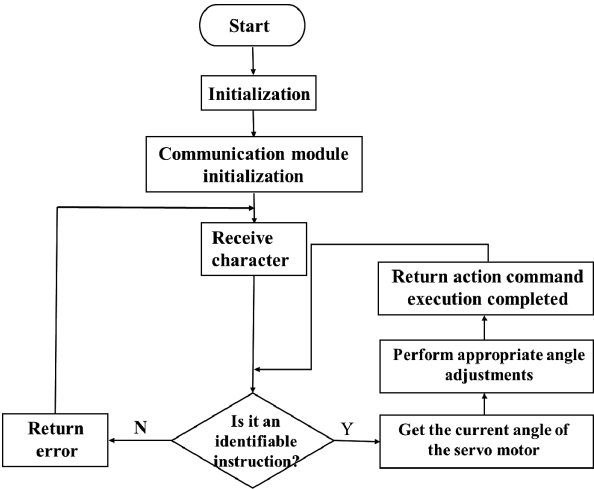 Start
Initialization
Communication module
initialization
Receive
character
Return action command
execution completed
Perform appropriate angle
adjustments
Is it an
identifiable
instruction?
N
Y
Return
error
Get the current angle of
the servo motor